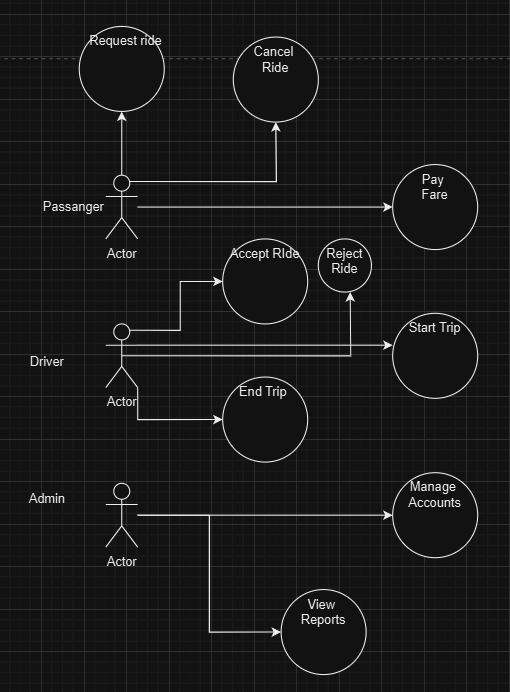 Request ride
Cancel
Ride
Pay
Fare
Passanger
Actor
Accept RIde
Reject
Ride
Start Trip
Driver
Actor
End Trip
Manage
Accounts
Admin
Actor
View
Reports